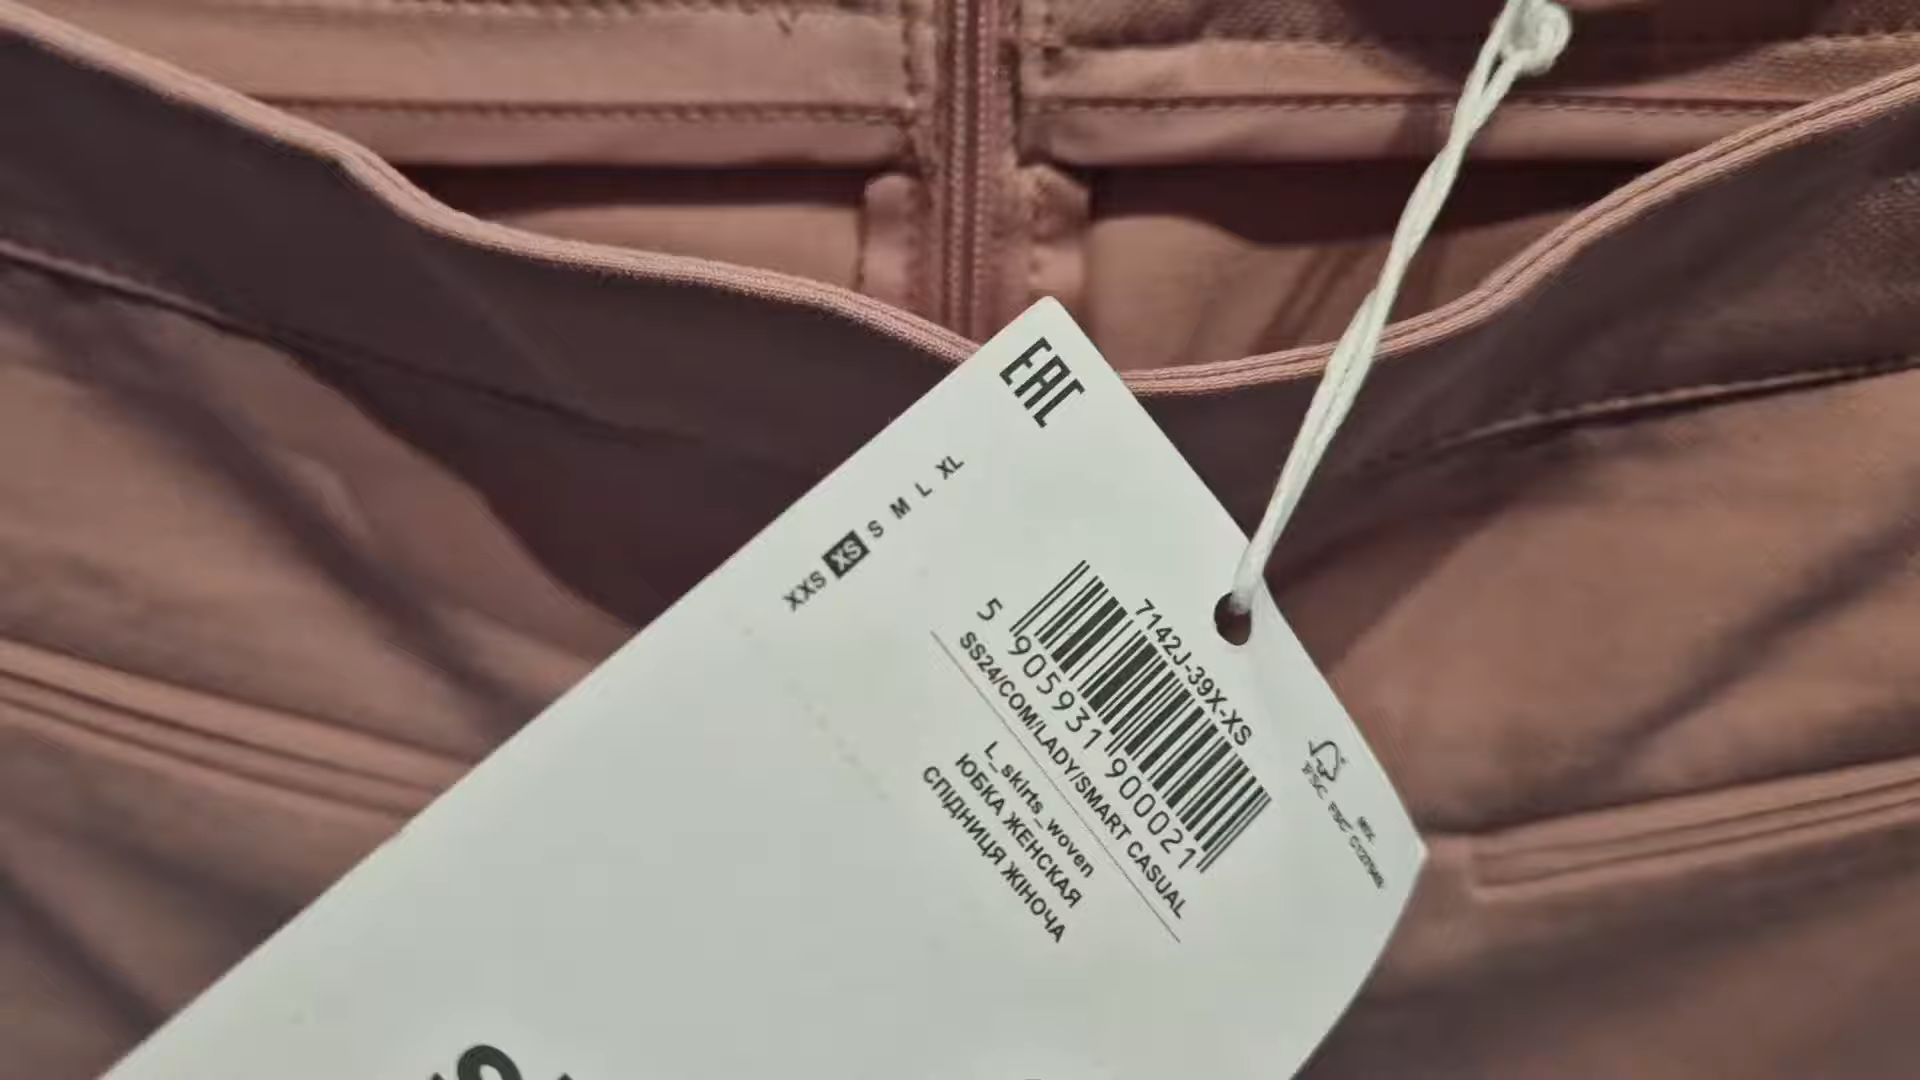 EAC
XXS XS S M L XL
7142J-39X-XS
5 905931 900021
SS24/COM/LADY/SMART CASUAL
L_skirts_woven
ЮБКА ЖЕНСКАЯ
СПІДНИЦЯ ЖІНОЧА
FSC